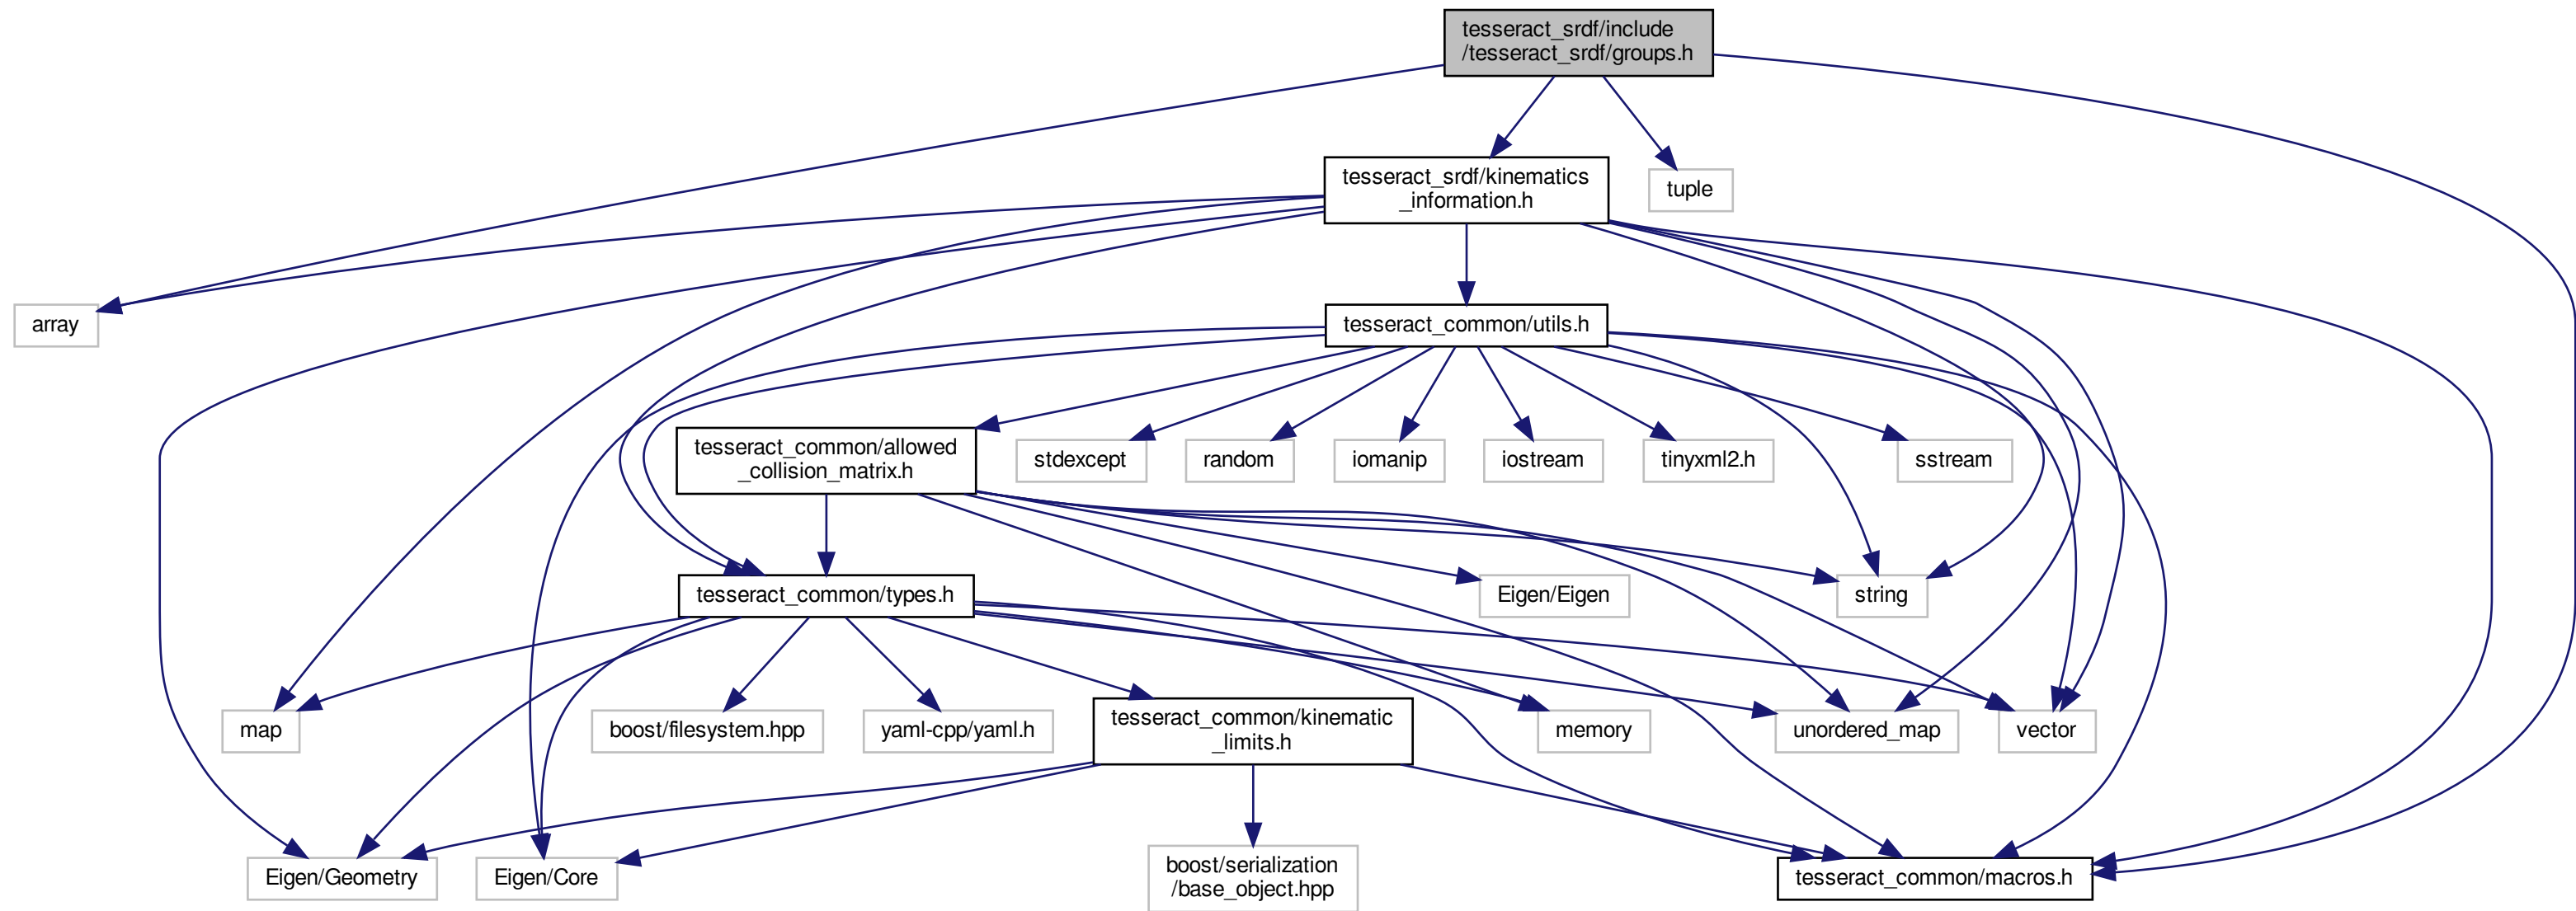 tesseract_srdf/include
/tesseract_srdf/groups.h
tesseract_srdf/kinematics
_information.h
tuple
array
tesseract_common/utils.h
tesseract_common/allowed
_collision_matrix.h
stdexcept
random
iomanip
iostream
tinyxml2.h
sstream
tesseract_common/types.h
Eigen/Eigen
string
map
boost/filesystem.hpp
yaml-cpp/yaml.h
tesseract_common/kinematic
_limits.h
memory
unordered_map
vector
Eigen/Geometry
Eigen/Core
boost/serialization
/base_object.hpp
tesseract_common/macros.h